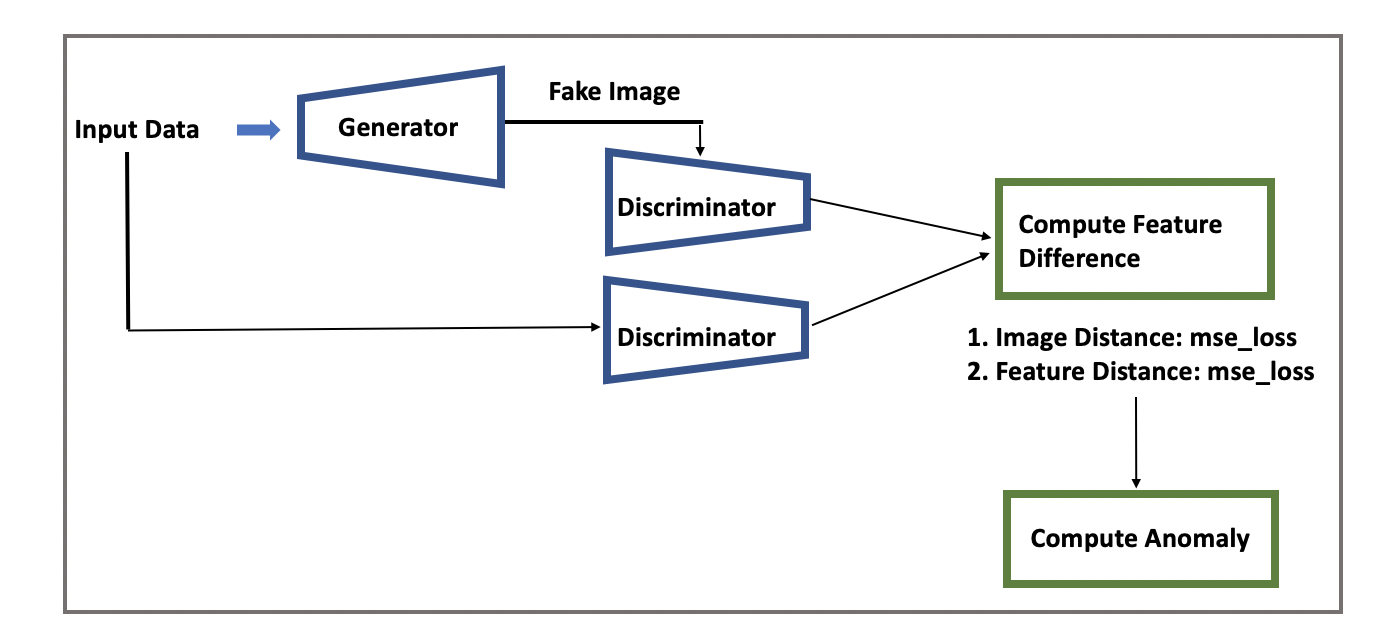 Fake Image
Input Data
Generator
Discriminator
Compute Feature
Difference
Discriminator
1. Image Distance: mse_loss
2. Feature Distance: mse_loss
Compute Anomaly